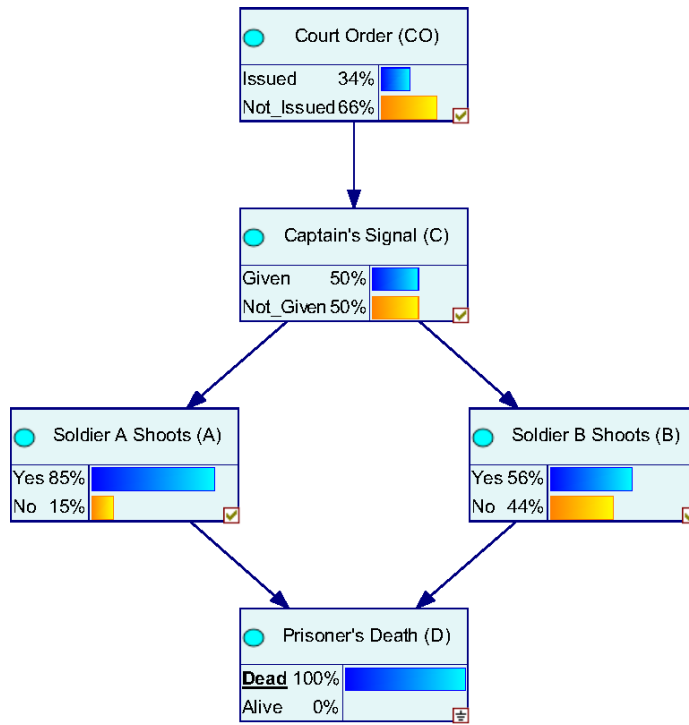 Court Order (CO)
Issued 34%
Not_Issued 66%
Captain's Signal (C)
Given 50%
Not_Given 50%
Soldier A Shoots (A)
Yes 85%
No 15%
Soldier B Shoots (B)
Yes 56%
No 44%
Prisoner's Death (D)
Dead 100%
Alive 0%